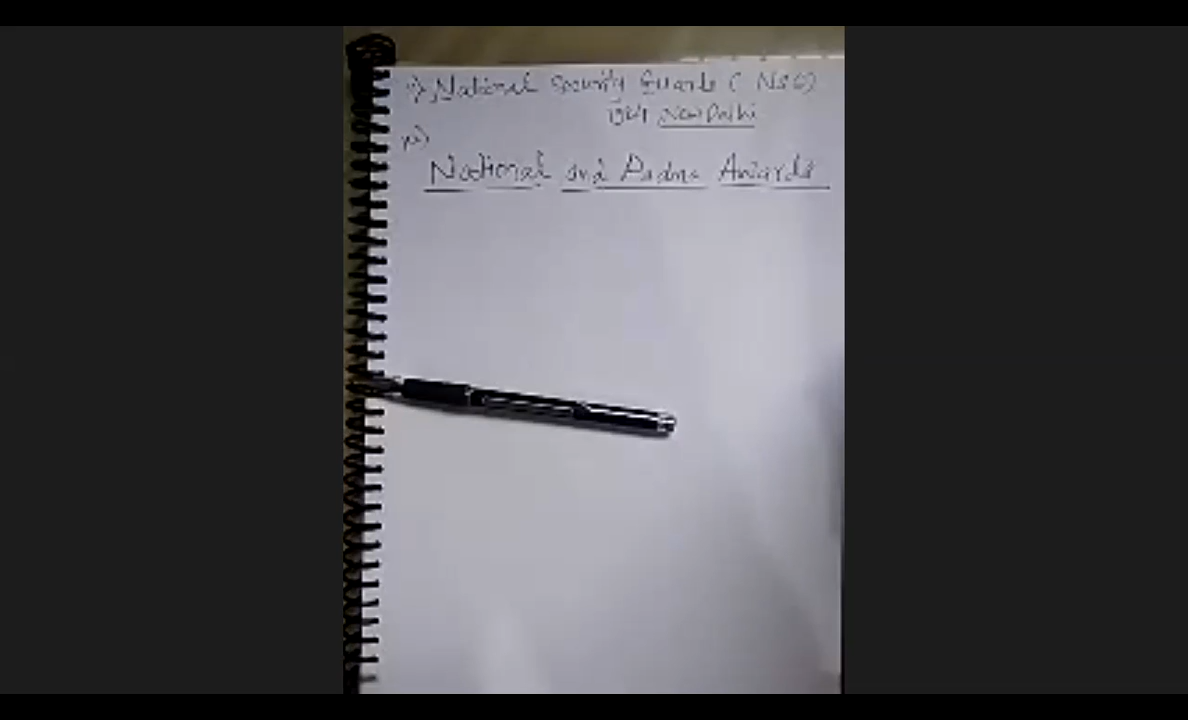 National Security Guards ( NSG)
1984 New Delhi
National and Padma Awards